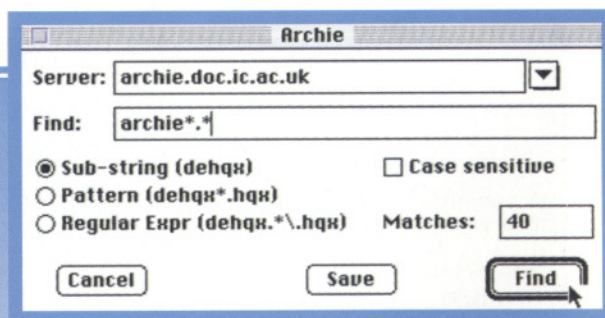 Archie
Server: archie.doc.ic.ac.uk
Find: archie*.*
Sub-string (dehqx)
Case sensitive
Pattern (dehqx*.hqx)
Regular Expr (dehqx.*\.hqx)
Matches: 40
Cancel
Save
Find